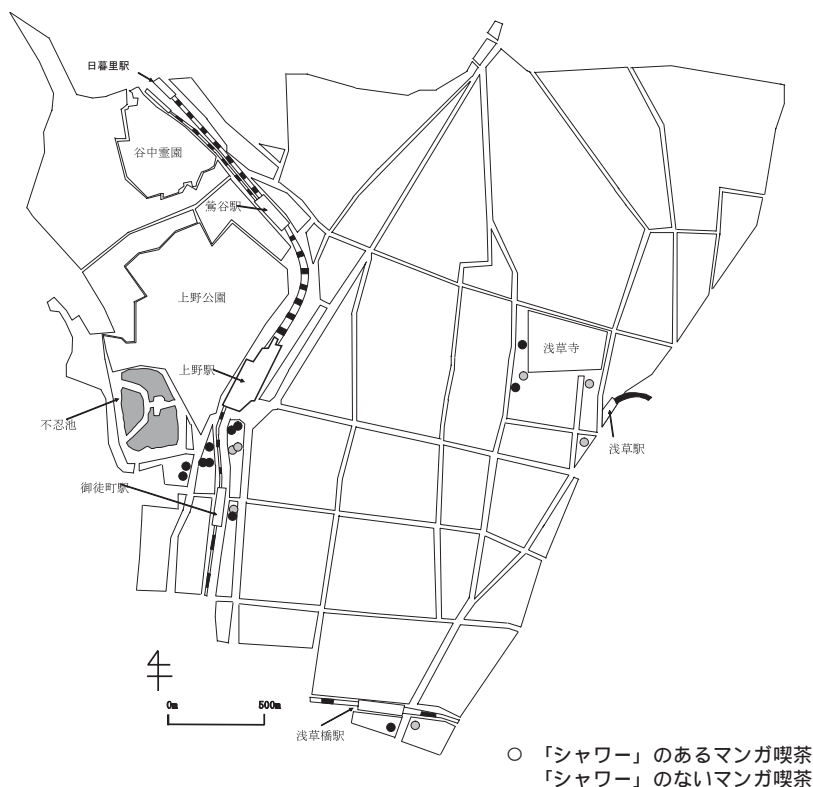 日暮里駅
谷中霊園
鶯谷駅
上野公園
上野駅
浅草寺
不忍池
浅草駅
御徒町駅
0m 500m
浅草橋駅
○ 「シャワー」のあるマンガ喫茶
「シャワー」のないマンガ喫茶